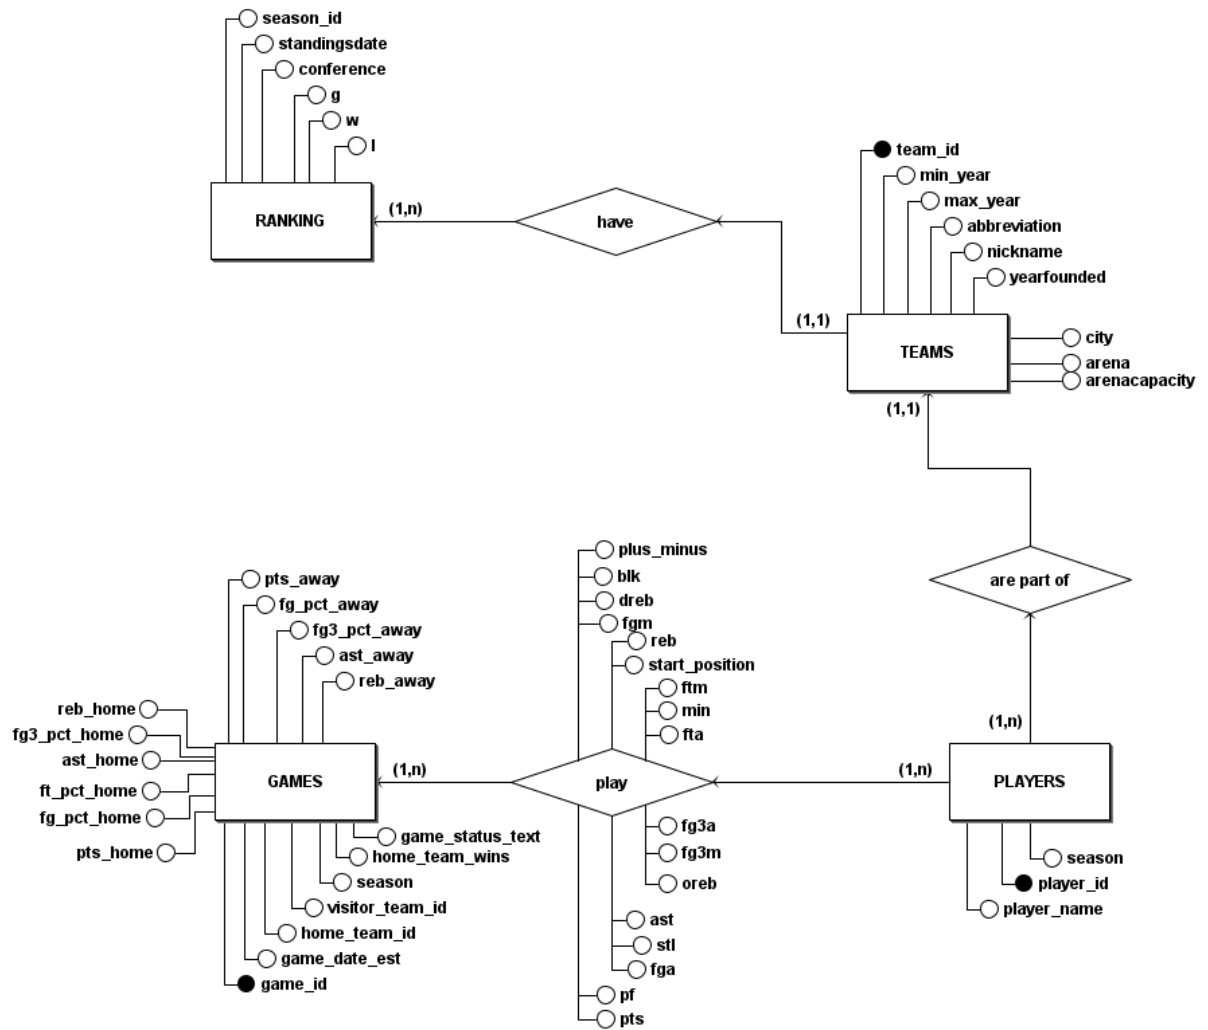 season_id
standingsdate
conference
g
w
l
RANKING
(1,n)
have
team_id
min_year
max_year
abbreviation
nickname
yearfounded
(1,1)
TEAMS
city
arena
arenacapacity
(1,1)
are part of
(1,n)
PLAYERS
season
player_id
player_name
(1,n)
play
plus_minus
blk
dreb
fgm
reb
start_position
ftm
min
fta
fg3a
fg3m
oreb
ast
stl
fga
pf
pts
(1,n)
GAMES
pts_away
fg_pct_away
fg3_pct_away
ast_away
reb_away
reb_home
fg3_pct_home
ast_home
ft_pct_home
fg_pct_home
pts_home
game_status_text
home_team_wins
season
visitor_team_id
home_team_id
game_date_est
game_id